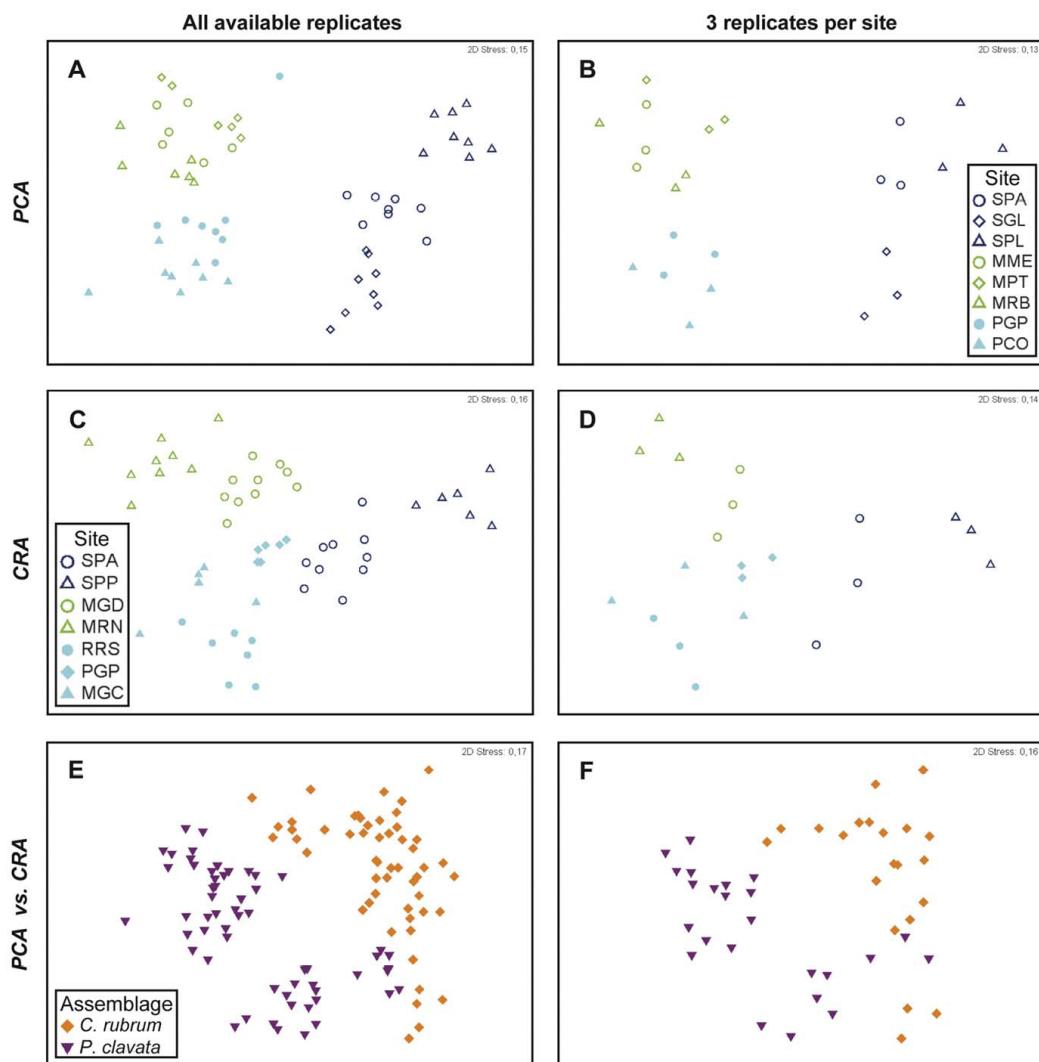 All available replicates
3 replicates per site
PCA
A
2D Stress: 0,15
B
2D Stress: 0,13
Site
SPA
SGL
SPL
MME
MPT
MRB
PGP
PCO
CRA
C
2D Stress: 0,16
Site
SPA
SPP
MGD
MRN
RRS
PGP
MGC
D
2D Stress: 0,14
PCA vs. CRA
E
2D Stress: 0,17
Assemblage
C. rubrum
P. clavata
F
2D Stress: 0,16